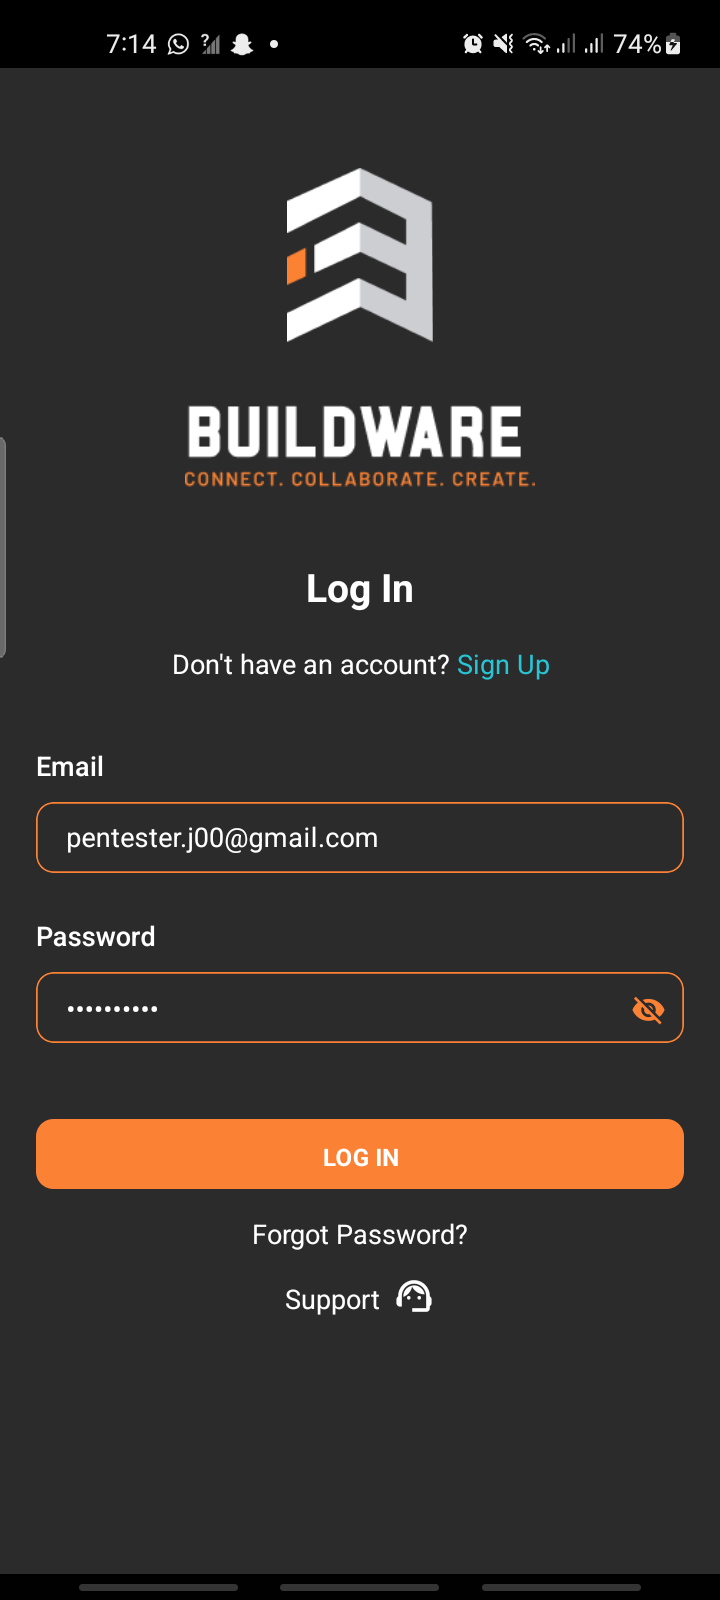 7:14 ? 74%
BUILDWARE
CONNECT. COLLABORATE. CREATE.
Log In
Don't have an account? Sign Up
Email
pentester.j00@gmail.com
Password
••••••••••
LOG IN
Forgot Password?
Support